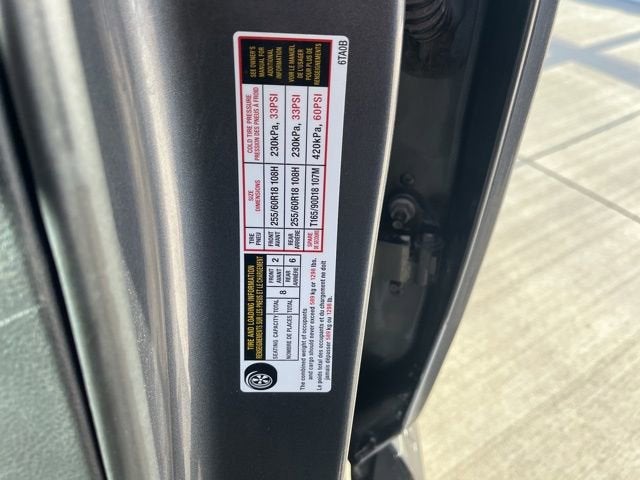 TIRE AND LOADING INFORMATION
RENSEIGNEMENTS SUR LES PNEUS ET LE CHARGEMENT
SEATING CAPACITY TOTAL
NOMBRE DE PLACES TOTAL
8
FRONT
AVANT
2
REAR
ARRIÈRE
6
The combined weight of occupants
and cargo should never exceed 589 kg or 1298 lbs.
Le poids total des occupants et du chargement ne doit
jamais dépasser 589 kg or 1298 lb.
TIRE
PNEU
SIZE
DIMENSIONS
COLD TIRE PRESSURE
PRESSION DES PNEUS À FROID
SEE OWNER'S
MANUAL FOR
ADDITIONAL
INFORMATION
FRONT
AVANT
255/60R18 108H
230kPa, 33PSI
REAR
ARRIÈRE
255/60R18 108H
230kPa, 33PSI
VOIR LE MANUEL
DE L'USAGER
POUR PLUS DE
RENSEIGNEMENTS
SPARE
DE SECOURS
T165/90D18 107M
420kPa, 60PSI
6TA0B